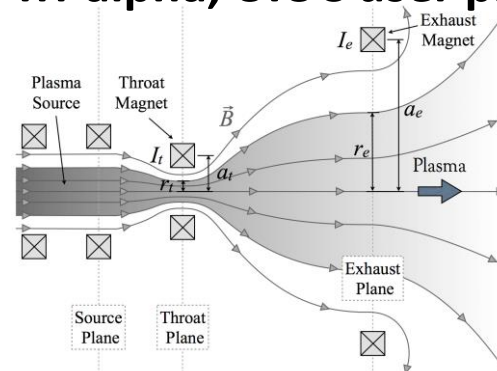 Exhaust
Magnet
I_e
Plasma
Source
Throat
Magnet
B
a_e
I_t
r_t
a_t
r_e
Plasma
Source
Plane
Throat
Plane
Exhaust
Plane